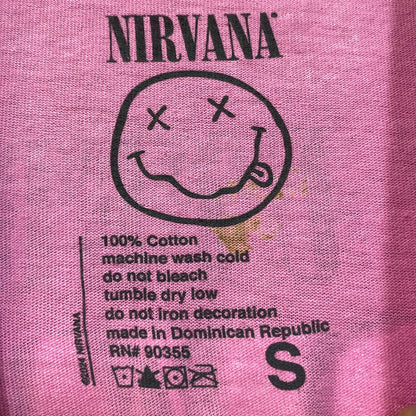 NIRVANA
100% Cotton
machine wash cold
do not bleach
tumble dry low
do not iron decoration
made in Dominican Republic
RN# 90355
S
NIRVANA